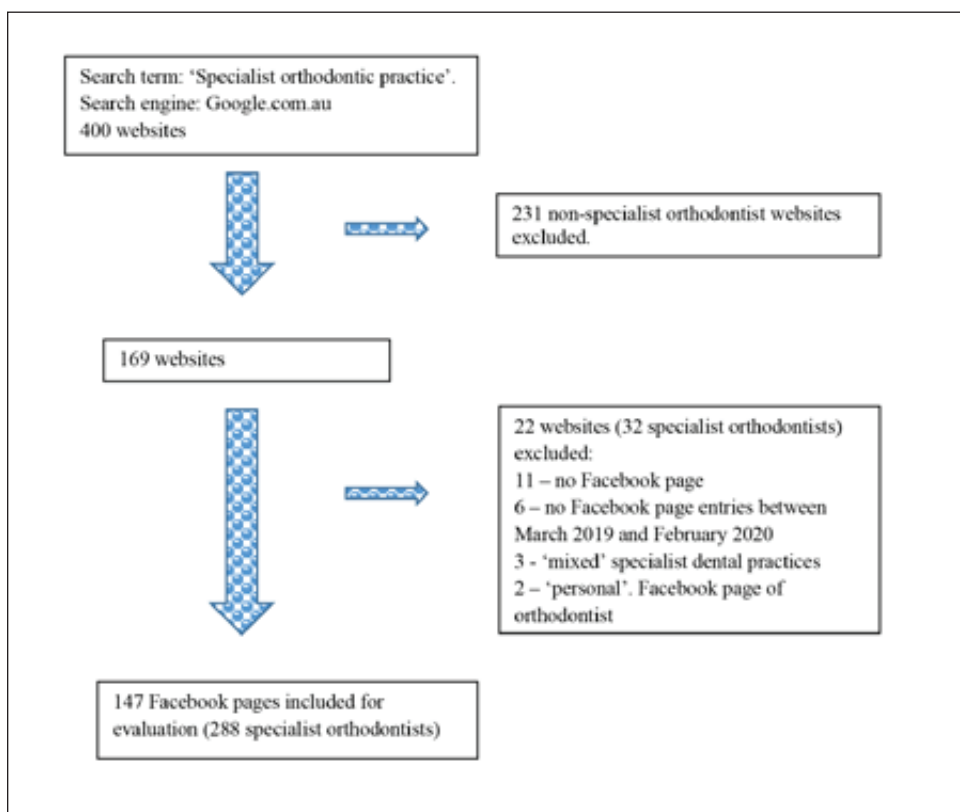 Search term: ‘Specialist orthodontic practice’.
Search engine: Google.com.au
400 websites
231 non-specialist orthodontist websites
excluded.
169 websites
22 websites (32 specialist orthodontists)
excluded:
11 – no Facebook page
6 – no Facebook page entries between
March 2019 and February 2020
3 - ‘mixed’ specialist dental practices
2 – ‘personal’. Facebook page of
orthodontist
147 Facebook pages included for
evaluation (288 specialist orthodontists)